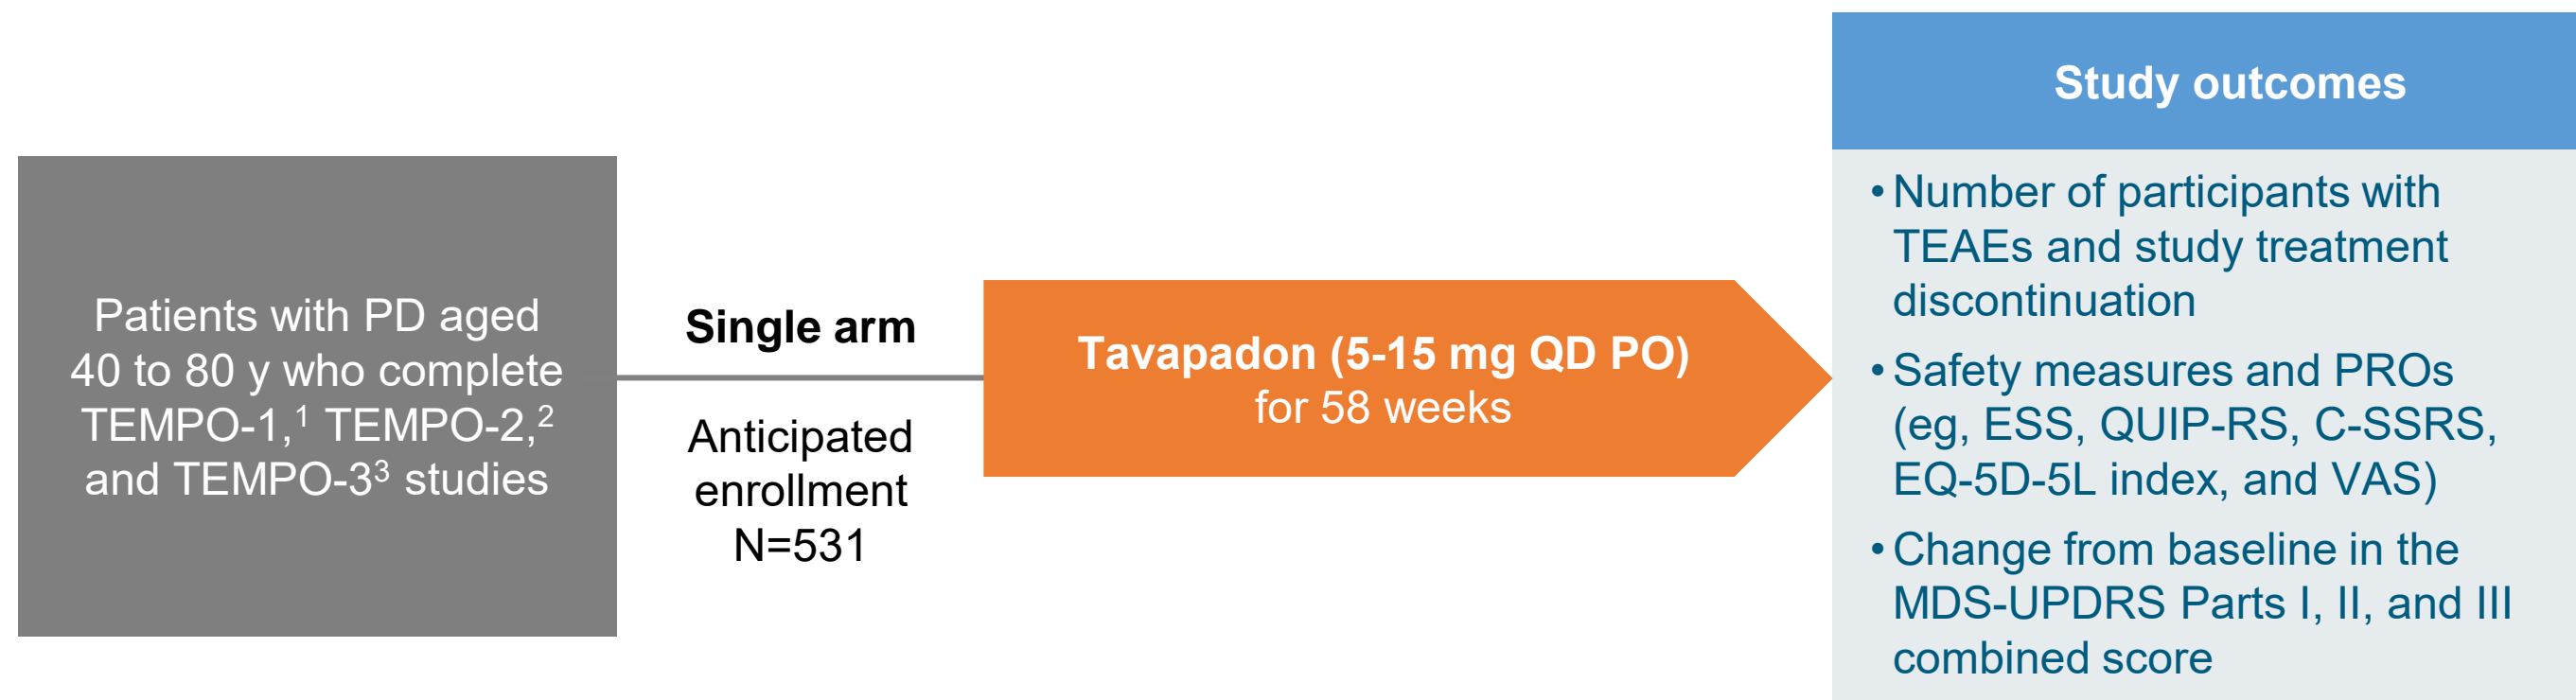 Patients with PD aged
40 to 80 y who complete
TEMPO-1,¹ TEMPO-2,²
and TEMPO-3³ studies
Single arm
Anticipated
enrollment
N=531
Tavapadon (5-15 mg QD PO)
for 58 weeks
Study outcomes
•Number of participants with
TEAEs and study treatment
discontinuation
•Safety measures and PROs
(eg, ESS, QUIP-RS, C-SSRS,
EQ-5D-5L index, and VAS)
•Change from baseline in the
MDS-UPDRS Parts I, II, and III
combined score